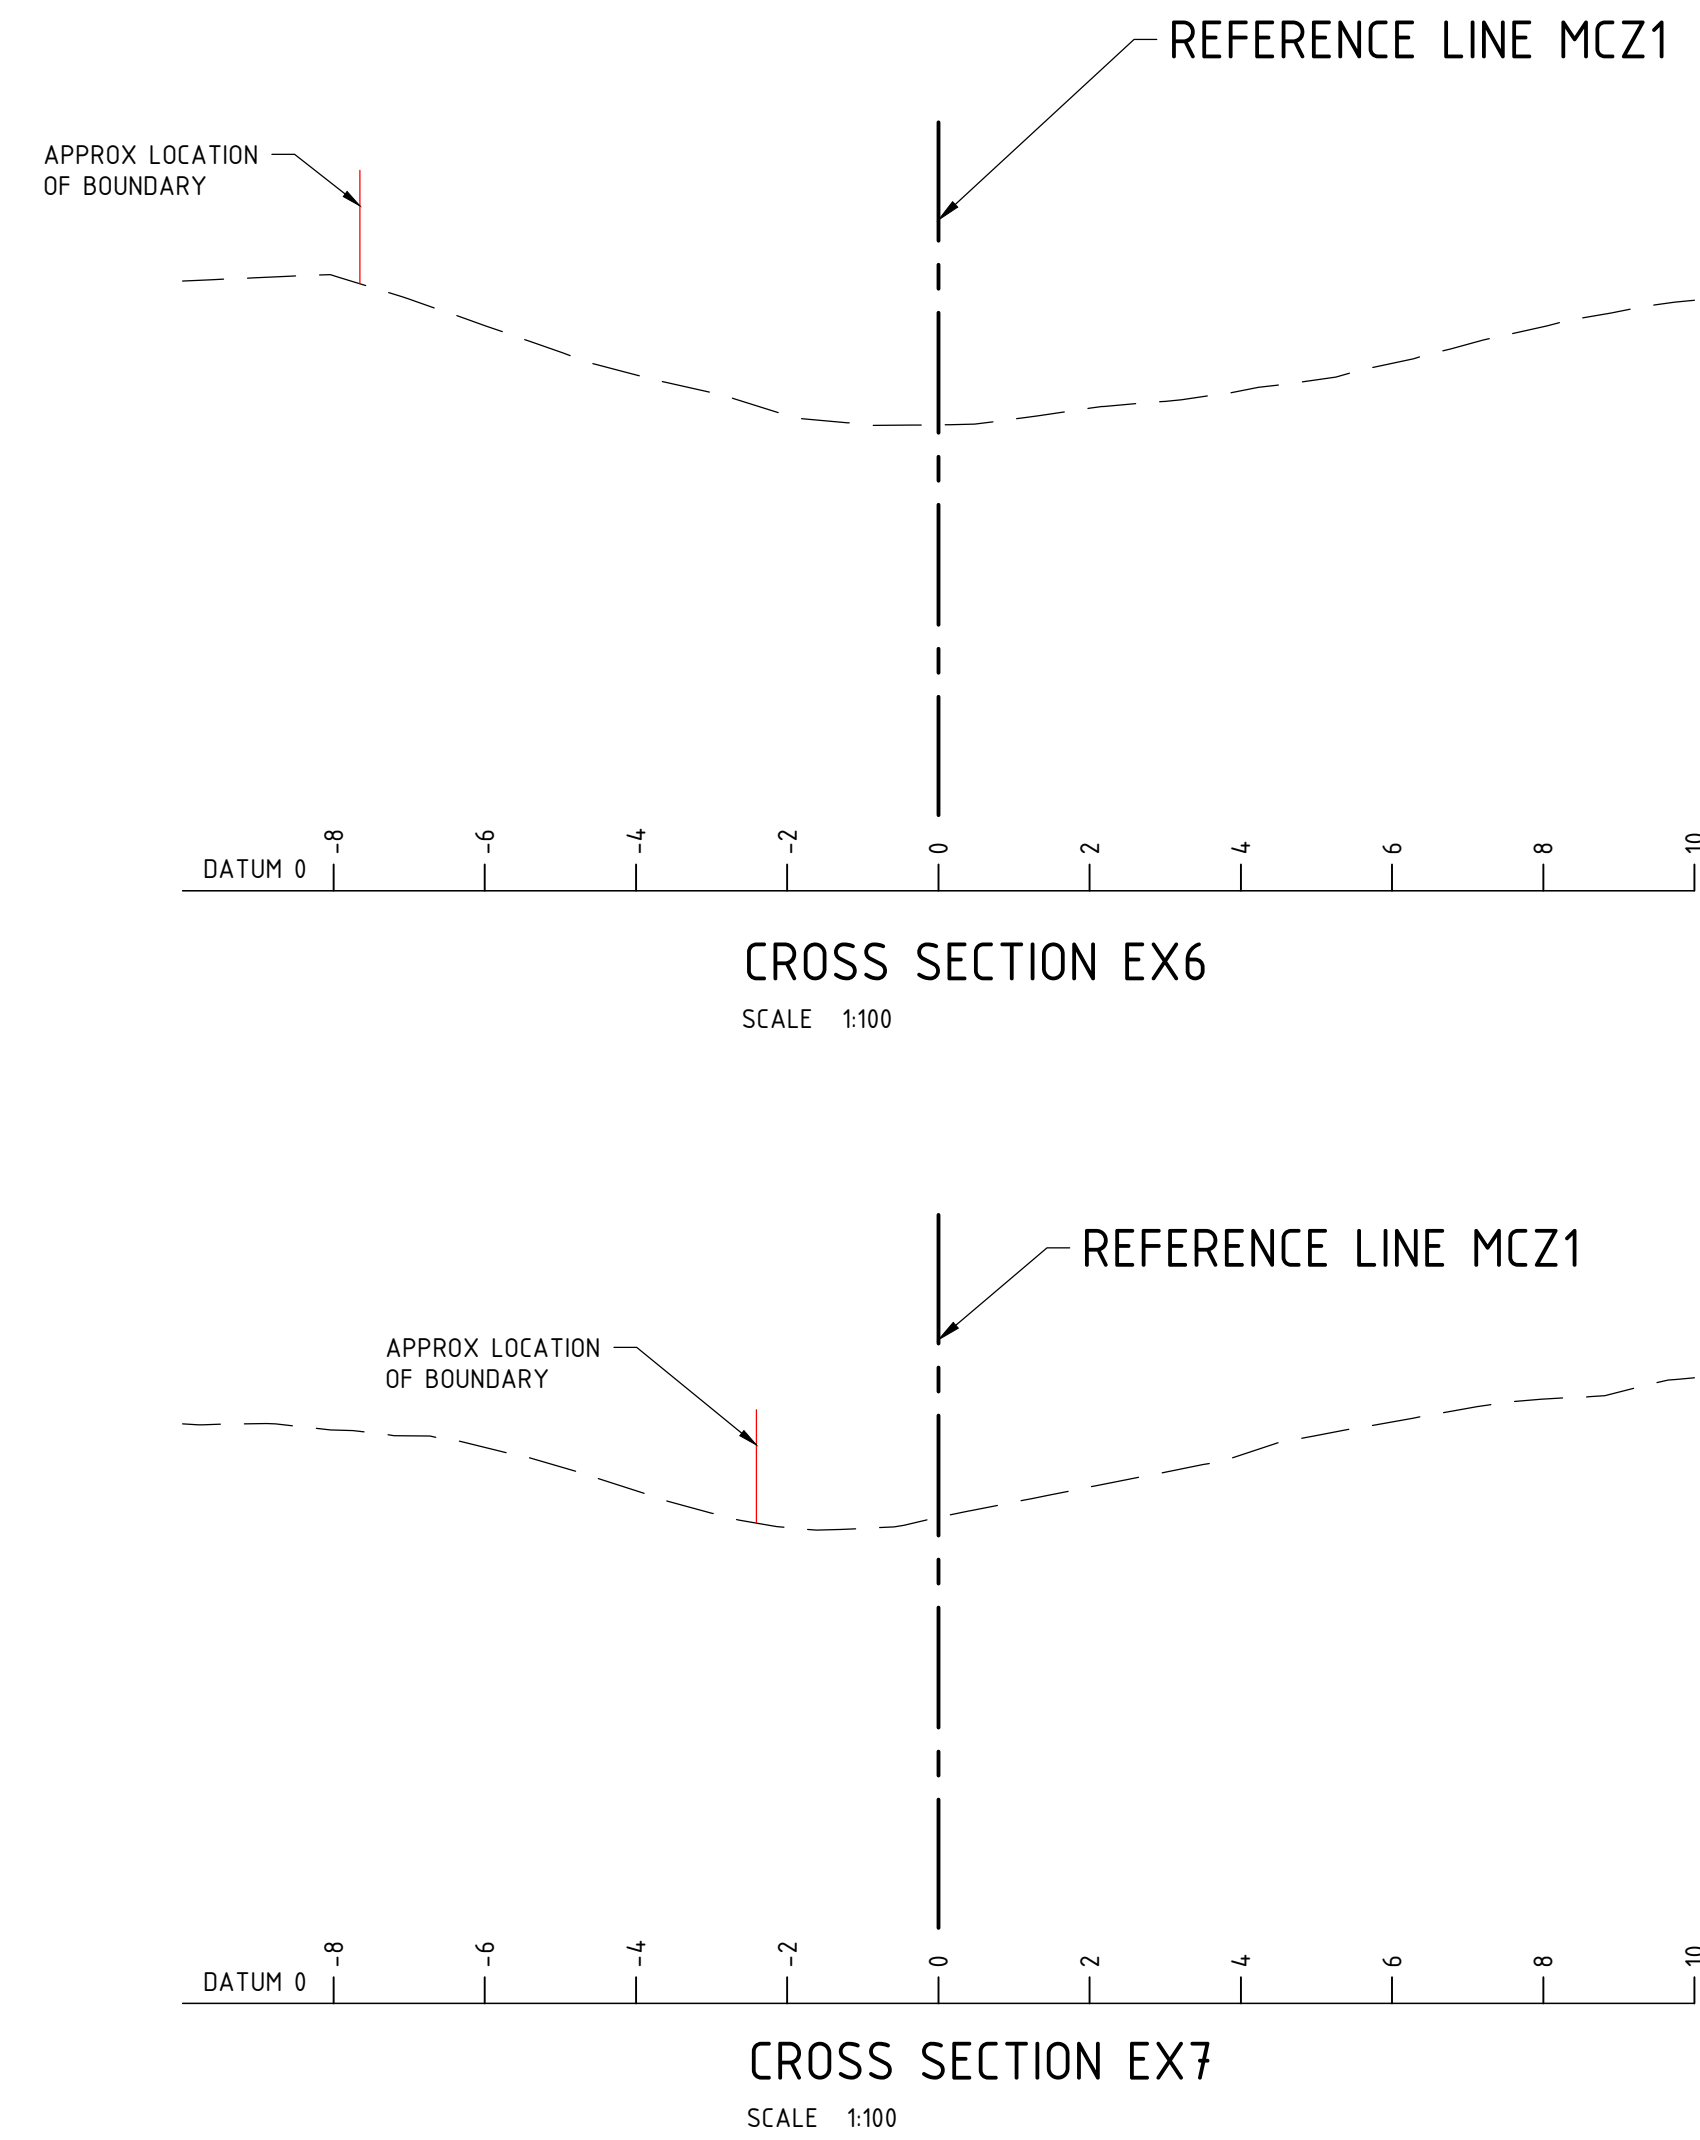 REFERENCE LINE MCZ1
APPROX LOCATION
OF BOUNDARY
-8
-6
-4
-2
0
2
4
6
8
10
DATUM 0
CROSS SECTION EX6
SCALE 1:100
REFERENCE LINE MCZ1
APPROX LOCATION
OF BOUNDARY
-8
-6
-4
-2
0
2
4
6
8
10
DATUM 0
CROSS SECTION EX7
SCALE 1:100